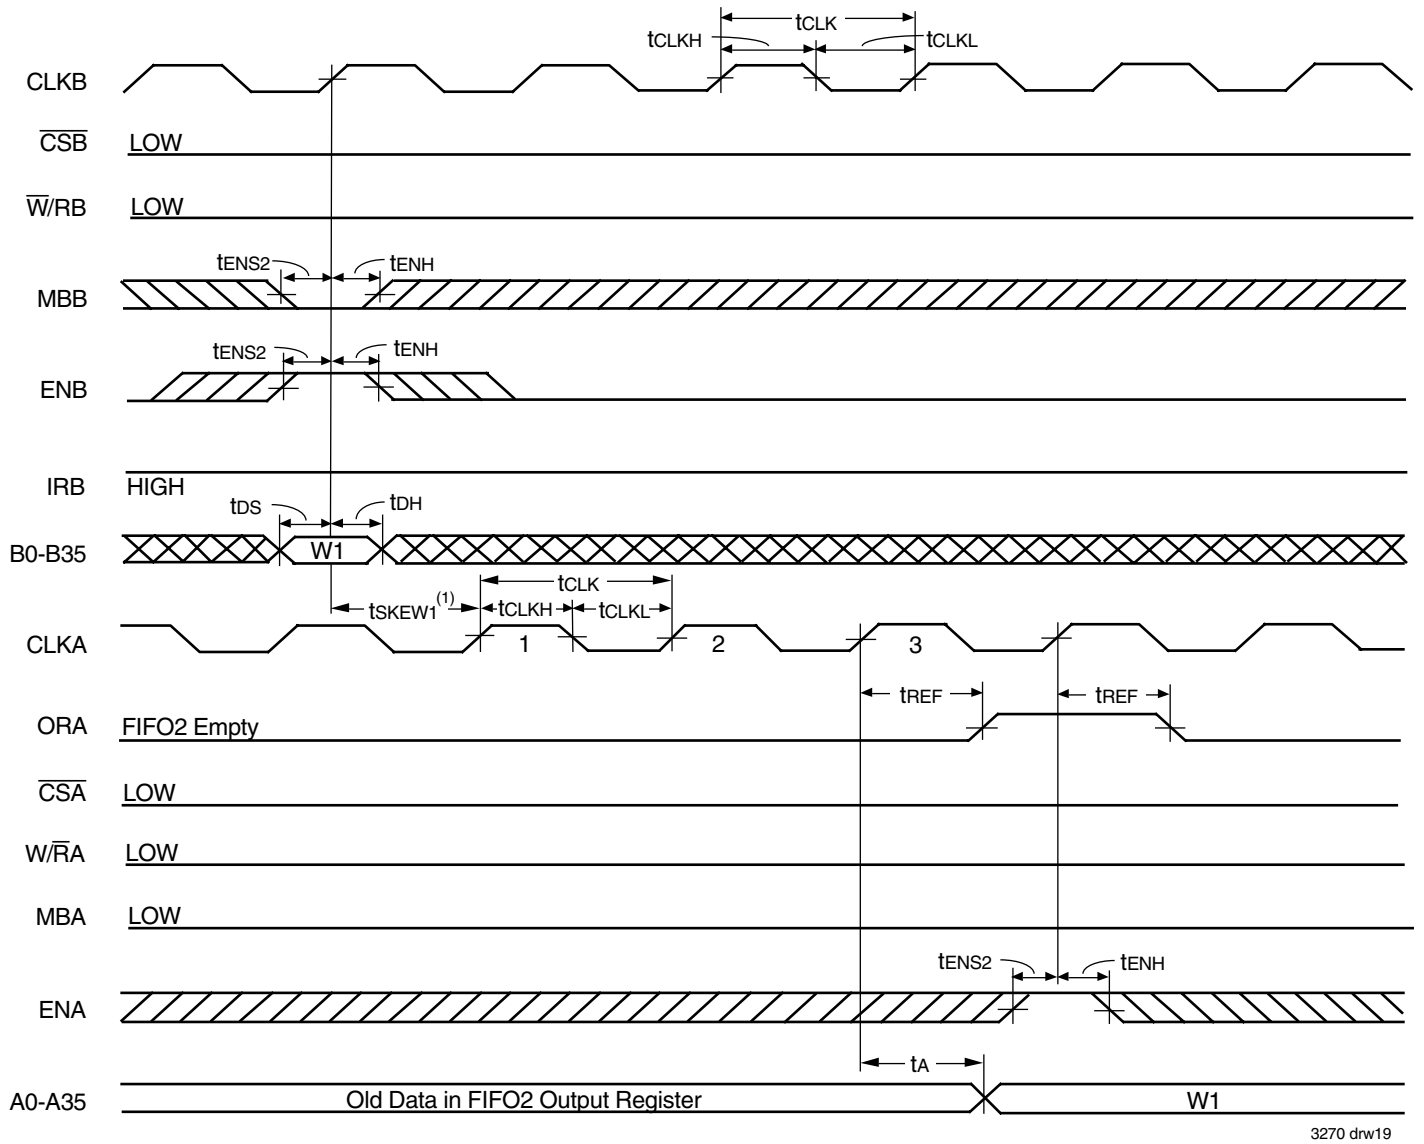 tCLK
tCLKH tCLKL
CLKB
CSB LOW
W/RB LOW
tENS2 tENH
MBB
tENS2 tENH
ENB
IRB HIGH
tDS tDH
B0-B35 W1
tCLK
tSKEW1(1) tCLKH tCLKL
CLKA 1 2 3
tREF tREF
ORA FIFO2 Empty
CSA LOW
W/RA LOW
MBA LOW
tENS2 tENH
ENA
tA
A0-A35 Old Data in FIFO2 Output Register W1
3270 drw19